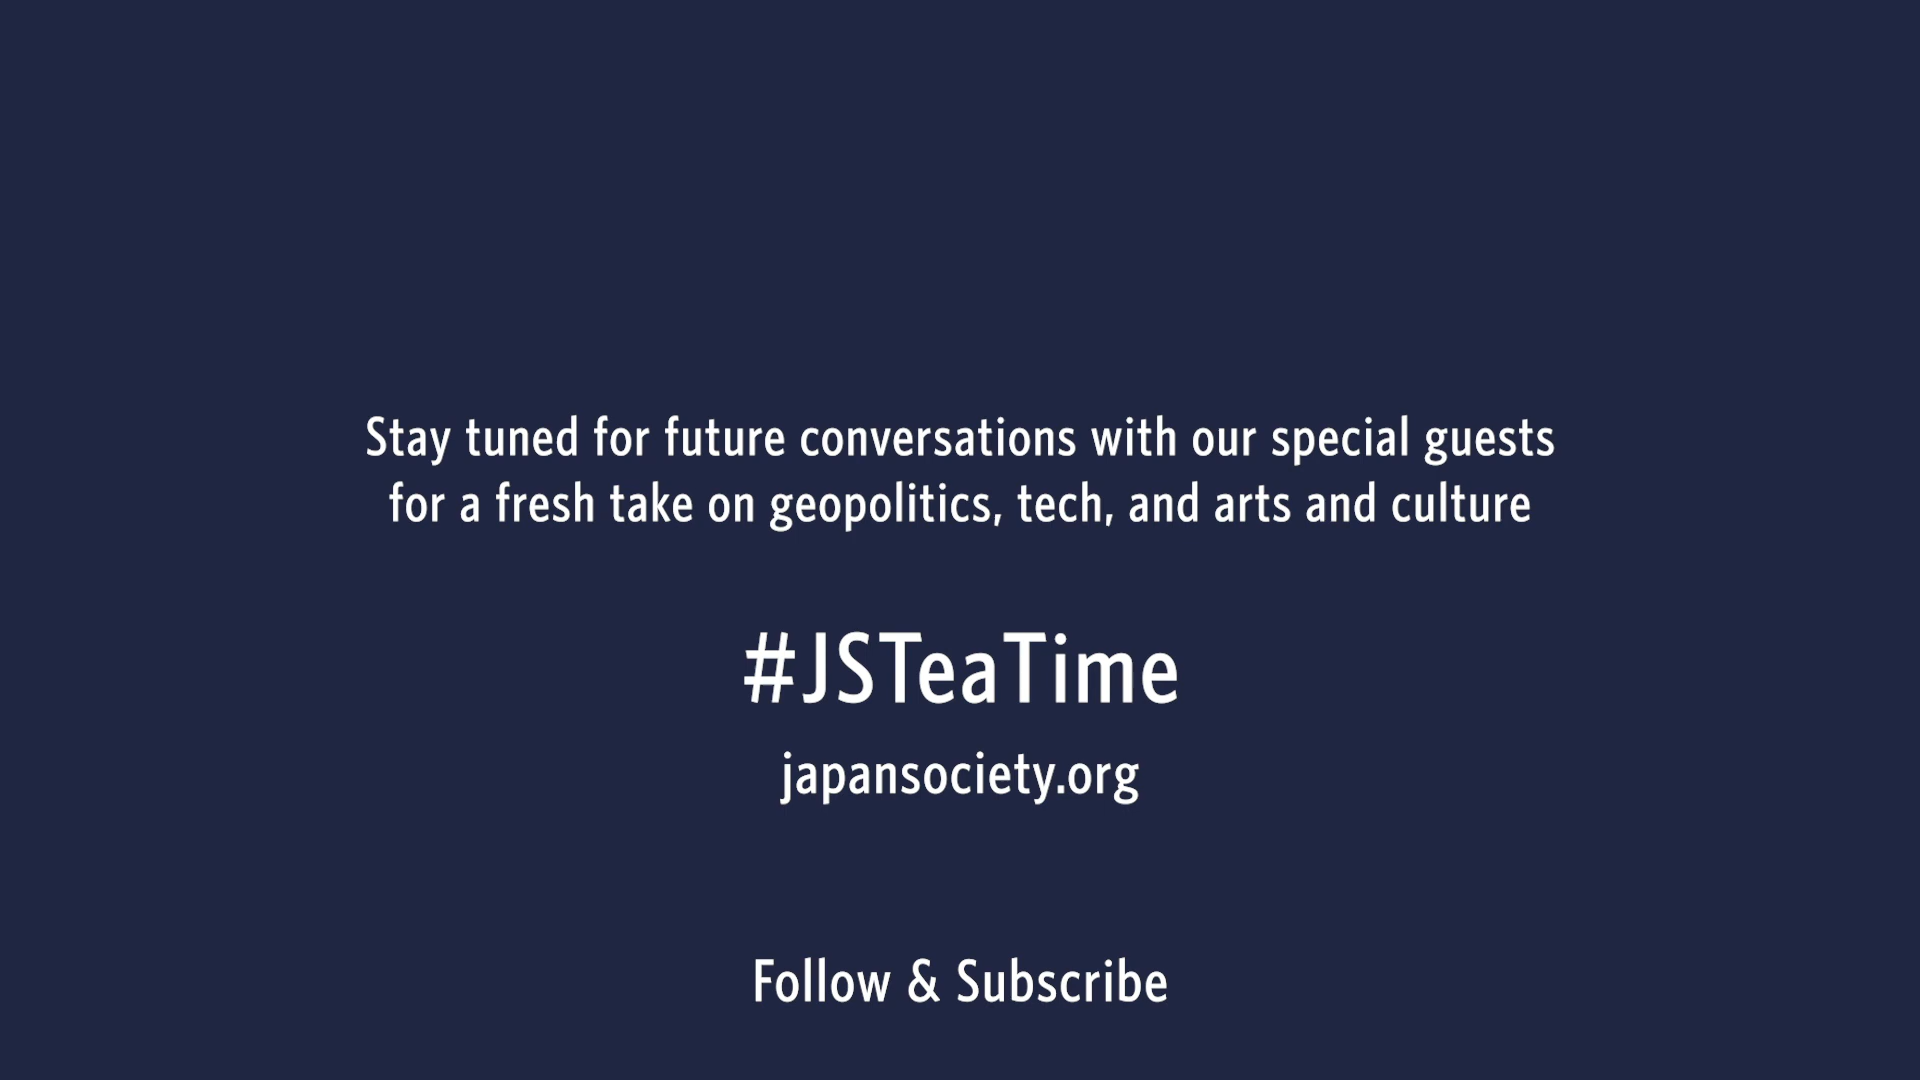 Stay tuned for future conversations with our special guests
for a fresh take on geopolitics, tech, and arts and culture
#JSTeaTime
japansociety.org
Follow & Subscribe